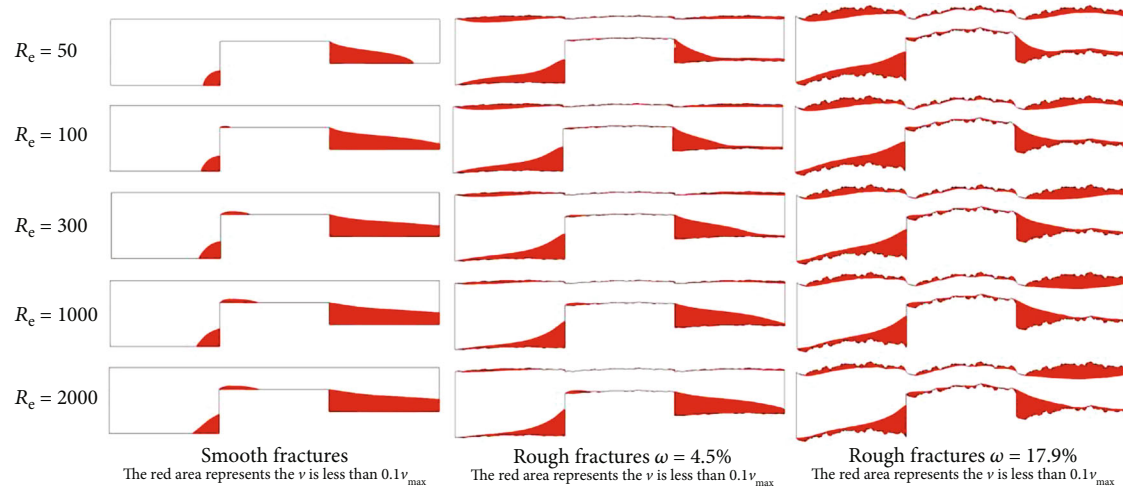 Rₑ = 50
Rₑ = 100
Rₑ = 300
Rₑ = 1000
Rₑ = 2000
Smooth fractures
The red area represents the v is less than 0.1vₘₐₓ
Rough fractures ω = 4.5%
The red area represents the v is less than 0.1vₘₐₓ
Rough fractures ω = 17.9%
The red area represents the v is less than 0.1vₘₐₓ